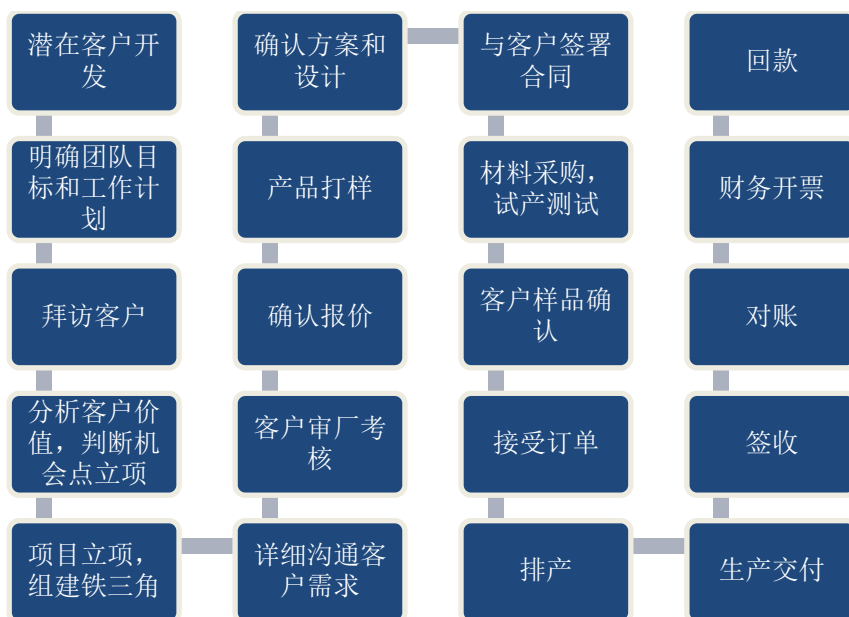 潜在客户开
发
明确团队目
标和工作计
划
拜访客户
分析客户价
值，判断机
会点立项
项目立项，
组建铁三角
详细沟通客
户需求
客户审厂考
核
确认报价
产品打样
确认方案和
设计
与客户签署
合同
材料采购，
试产测试
客户样品确
认
接受订单
排产
生产交付
签收
对账
财务开票
回款